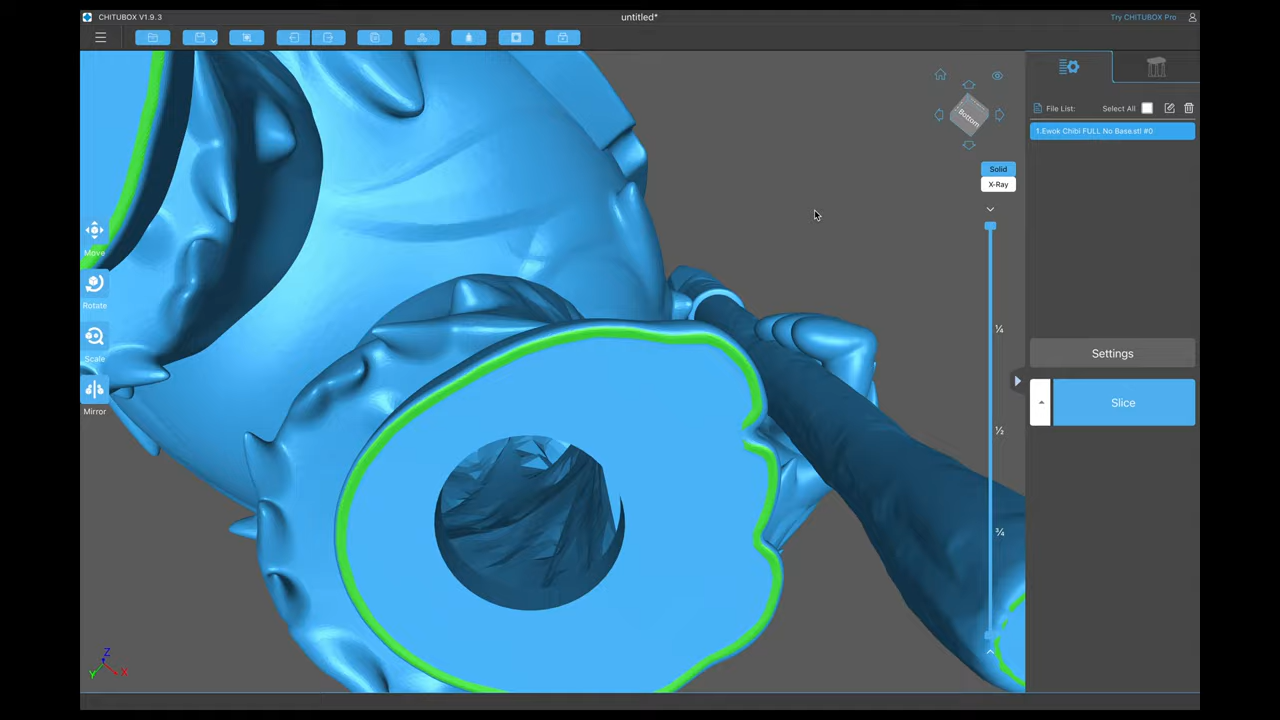 CHITUBOX V1.9.3
untitled*
Try CHITUBOX Pro
File List:
Select All
1.Ewok Chibi FULL No Base.stl #0
Bottom
Solid
X-Ray
Move
Rotate
Scale
Mirror
¼
½
¾
Settings
Slice
Z
Y
X